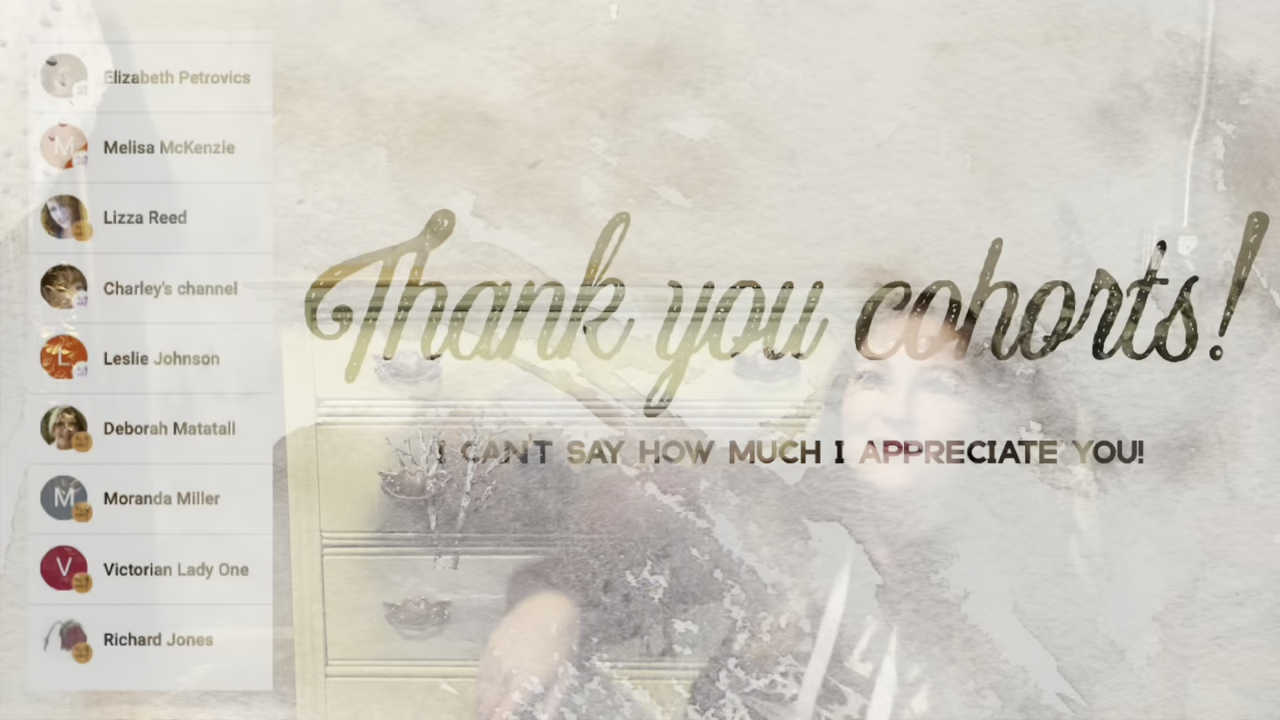 Elizabeth Petrovics
M
Melisa McKenzie
Lizza Reed
Charley's channel
L
Leslie Johnson
Deborah Matatall
M
Moranda Miller
V
Victorian Lady One
Richard Jones
Thank you cohorts!
I CAN'T SAY HOW MUCH I APPRECIATE YOU!